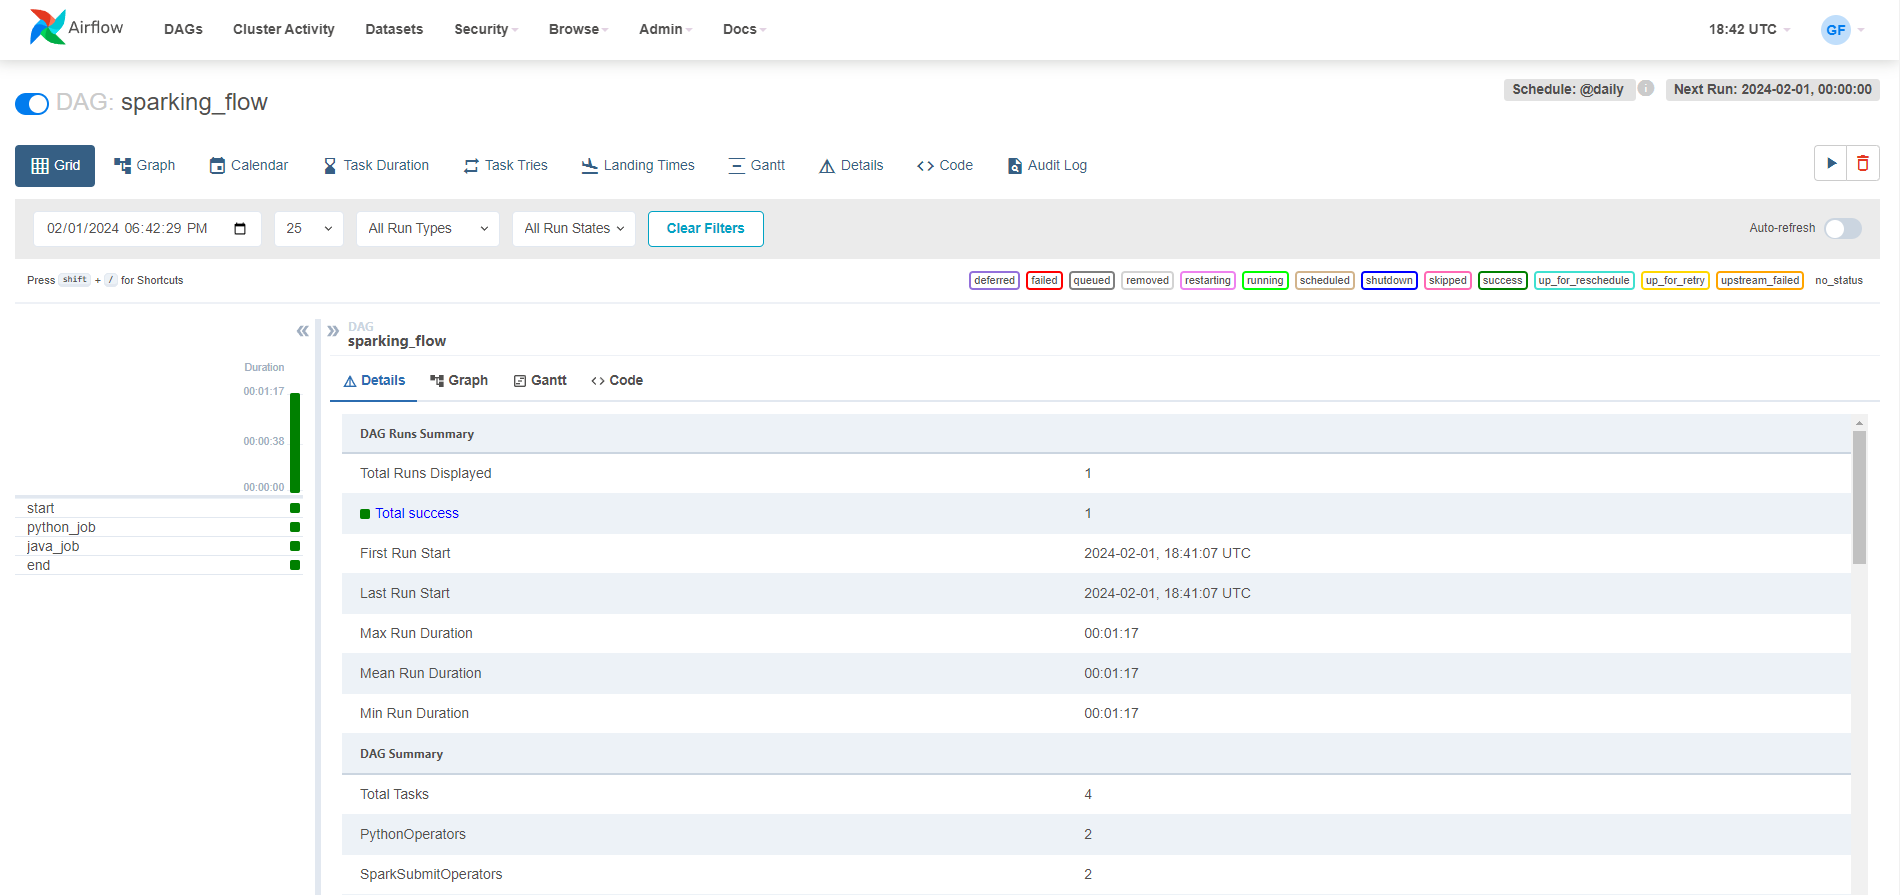 Airflow DAGs Cluster Activity Datasets Security Browse Admin Docs 18:42 UTC GF
DAG: sparking_flow
Schedule: @daily Next Run: 2024-02-01, 00:00:00
Grid Graph Calendar Task Duration Task Tries Landing Times Gantt Details Code Audit Log
02/01/2024 06:42:29 PM 25 All Run Types All Run States Clear Filters Auto-refresh
Press shift + / for Shortcuts
deferred failed queued removed restarting running scheduled shutdown skipped success up_for_reschedule up_for_retry upstream_failed no_status
Duration
00:01:17
00:00:38
00:00:00
start
python_job
java_job
end
DAG
sparking_flow
Details Graph Gantt Code
DAG Runs Summary
Total Runs Displayed 1
Total success 1
First Run Start 2024-02-01, 18:41:07 UTC
Last Run Start 2024-02-01, 18:41:07 UTC
Max Run Duration 00:01:17
Mean Run Duration 00:01:17
Min Run Duration 00:01:17
DAG Summary
Total Tasks 4
PythonOperators 2
SparkSubmitOperators 2